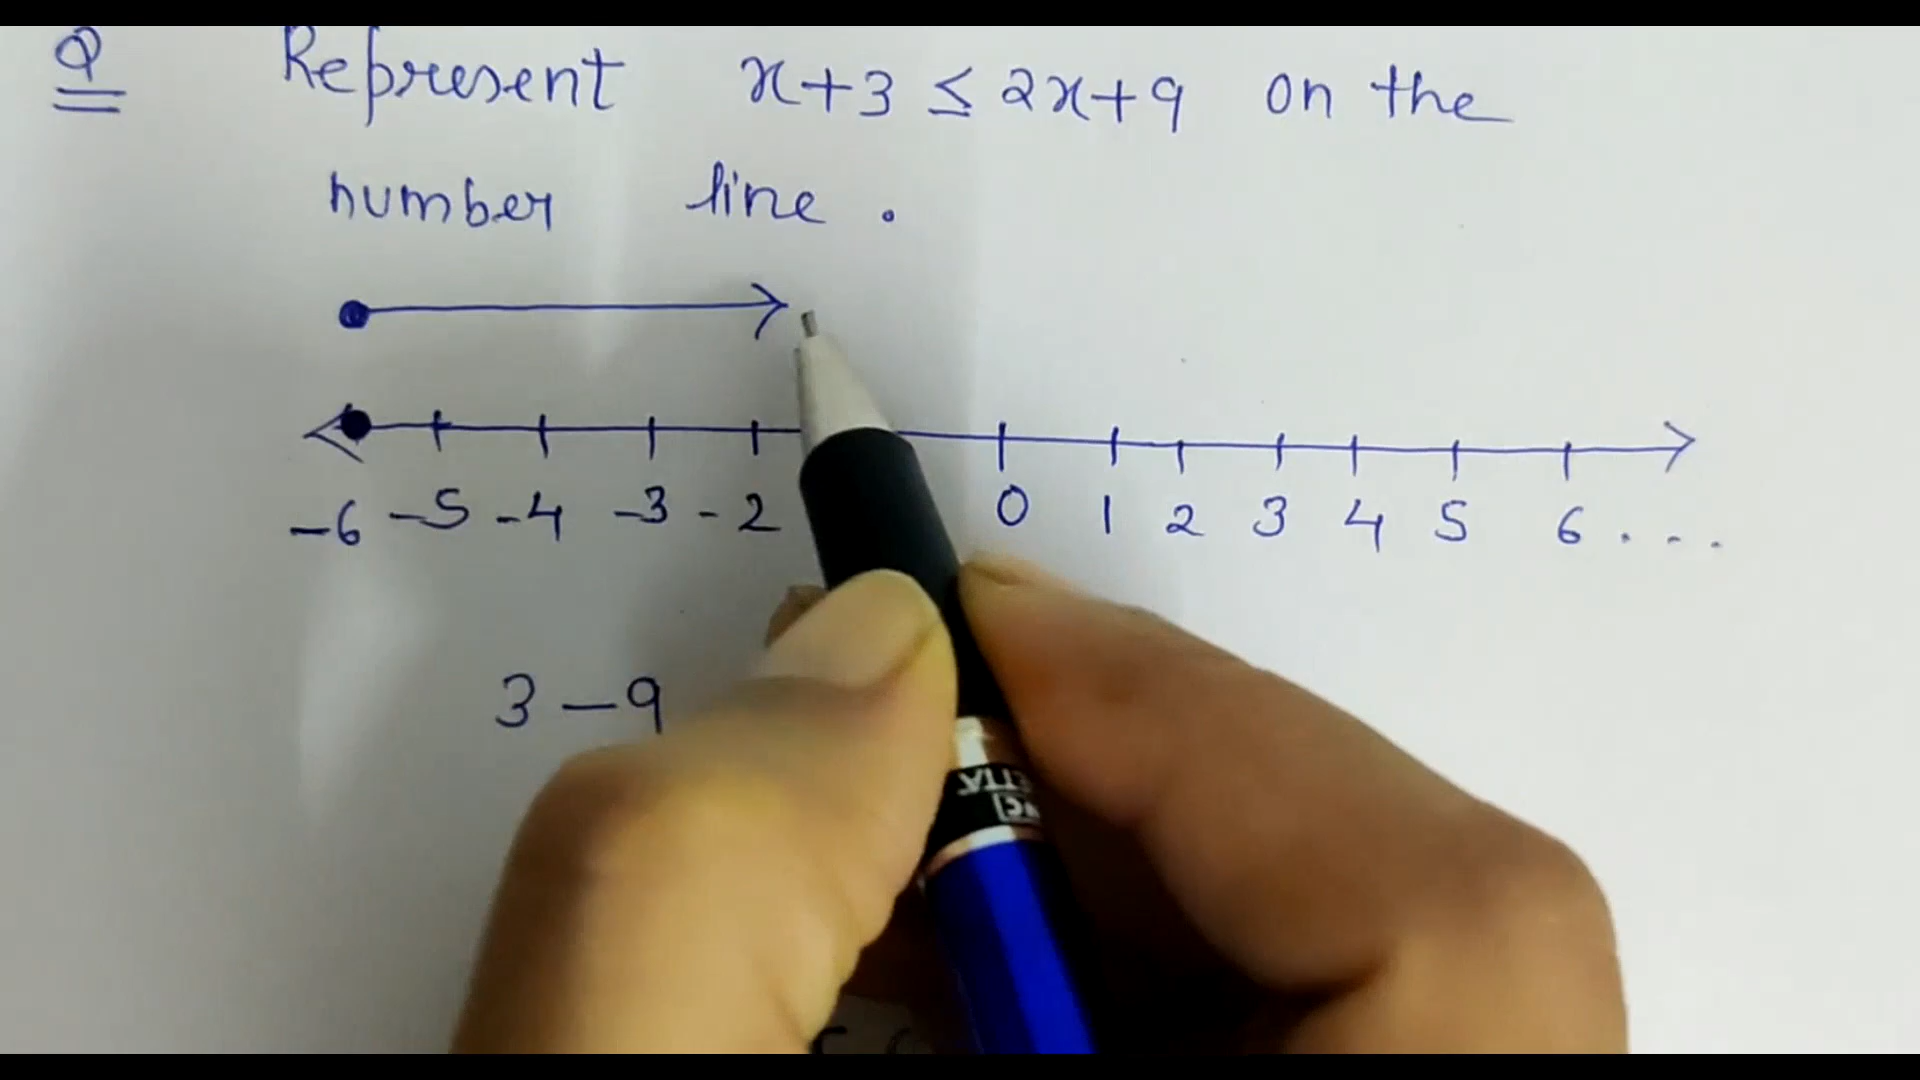 Q Represent x+3 ≤ 2x+9 on the
number line.
-6 -5 -4 -3 -2 0 1 2 3 4 5 6 ...
3 - 9